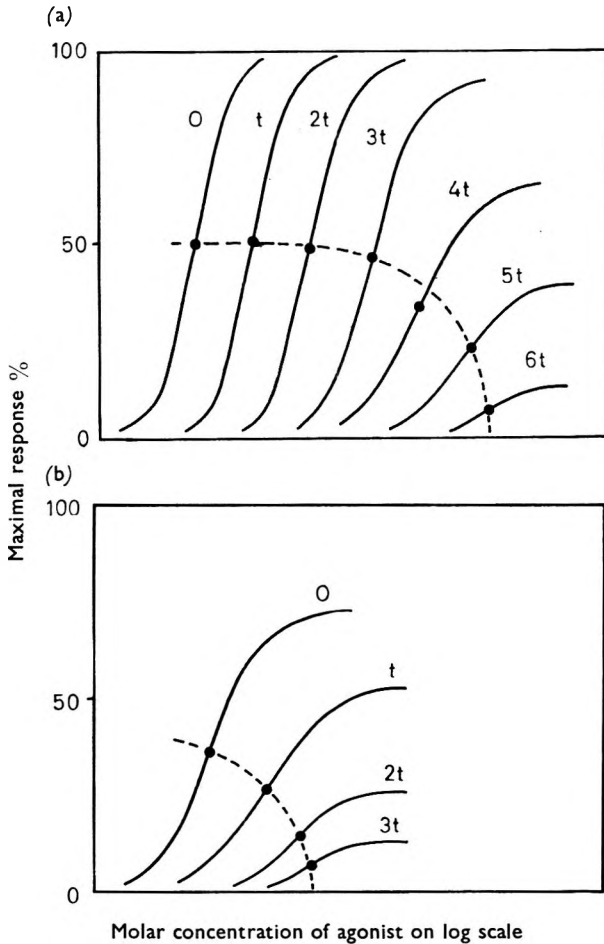 (a)
100
50
0
0
t
2t
3t
4t
5t
6t
Maximal response %
(b)
100
50
0
0
t
2t
3t
Molar concentration of agonist on log scale